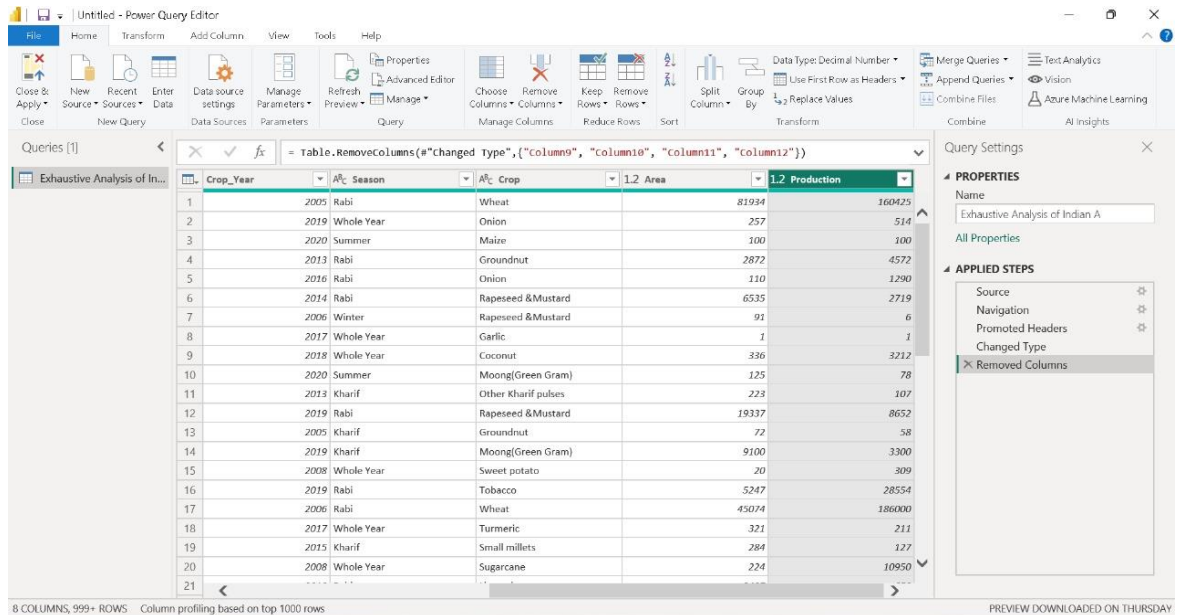 Untitled - Power Query Editor
File Home Transform Add Column View Tools Help
Close & Apply
New Source
Recent Sources
Enter Data
Data source settings
Manage Parameters
Refresh Preview
Properties
Advanced Editor
Manage
Choose Columns
Remove Columns
Keep Rows
Remove Rows
Split Column
Group By
Data Type: Decimal Number
Use First Row as Headers
Replace Values
Merge Queries
Append Queries
Combine Files
Text Analytics
Vision
Azure Machine Learning
Close New Query Data Sources Parameters Query Manage Columns Reduce Rows Sort Transform Combine AI Insights
Queries [1]
Exhaustive Analysis of In...
fx = Table.RemoveColumns(#"Changed Type",{"Column9", "Column10", "Column11", "Column12"})
Crop_Year ABC Season ABC Crop 1.2 Area 1.2 Production
1 2005 Rabi Wheat 81934 160425
2 2019 Whole Year Onion 257 514
3 2020 Summer Maize 100 100
4 2013 Rabi Groundnut 2872 4572
5 2016 Rabi Onion 110 1290
6 2014 Rabi Rapeseed &Mustard 6535 2719
7 2006 Winter Rapeseed &Mustard 91 6
8 2017 Whole Year Garlic 1 1
9 2018 Whole Year Coconut 336 3212
10 2020 Summer Moong(Green Gram) 125 78
11 2013 Kharif Other Kharif pulses 223 107
12 2019 Rabi Rapeseed &Mustard 19337 8652
13 2005 Kharif Groundnut 72 58
14 2019 Kharif Moong(Green Gram) 9100 3300
15 2008 Whole Year Sweet potato 20 309
16 2019 Rabi Tobacco 5247 28554
17 2006 Rabi Wheat 45074 186000
18 2017 Whole Year Turmeric 321 211
19 2015 Kharif Small millets 284 127
20 2008 Whole Year Sugarcane 224 10950
21
Query Settings
PROPERTIES
Name
Exhaustive Analysis of Indian A
All Properties
APPLIED STEPS
Source
Navigation
Promoted Headers
Changed Type
Removed Columns
8 COLUMNS, 999+ ROWS Column profiling based on top 1000 rows
PREVIEW DOWNLOADED ON THURSDAY